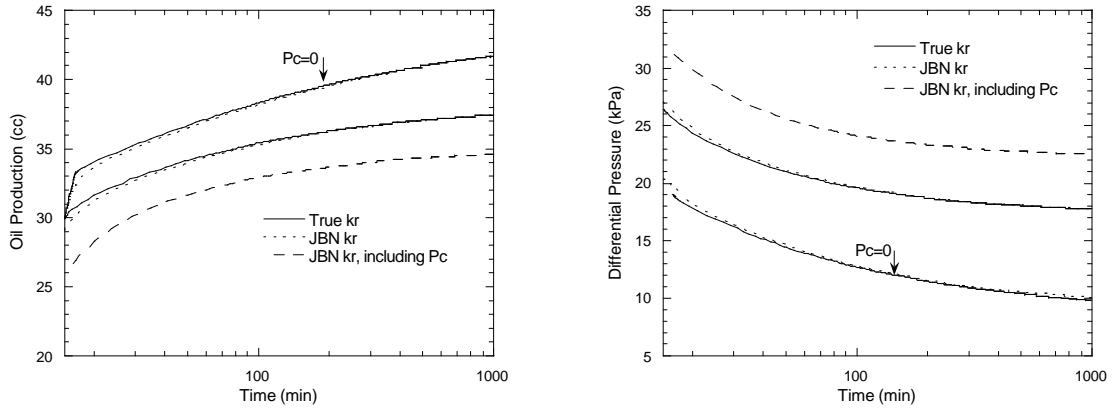 45
40
35
30
25
20
Oil Production (cc)
Pc=0
True kr
JBN kr
JBN kr, including Pc
100
1000
Time (min)
35
30
25
20
15
10
5
Differential Pressure (kPa)
True kr
JBN kr
JBN kr, including Pc
Pc=0
100
1000
Time (min)